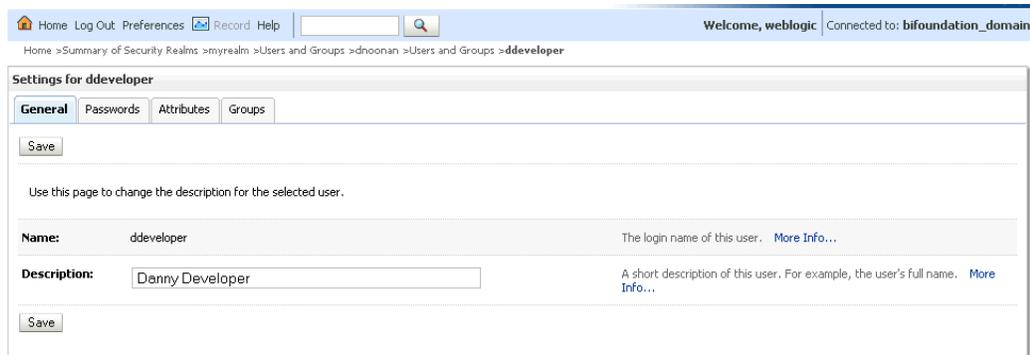 Home Log Out Preferences Record Help
Welcome, weblogic Connected to: bifoundation_domain
Home >Summary of Security Realms >myrealm >Users and Groups >dnoonan >Users and Groups >ddeveloper
Settings for ddeveloper
General Passwords Attributes Groups
Save
Use this page to change the description for the selected user.
Name: ddeveloper The login name of this user. More Info...
Description: Danny Developer A short description of this user. For example, the user's full name. More
Info...
Save